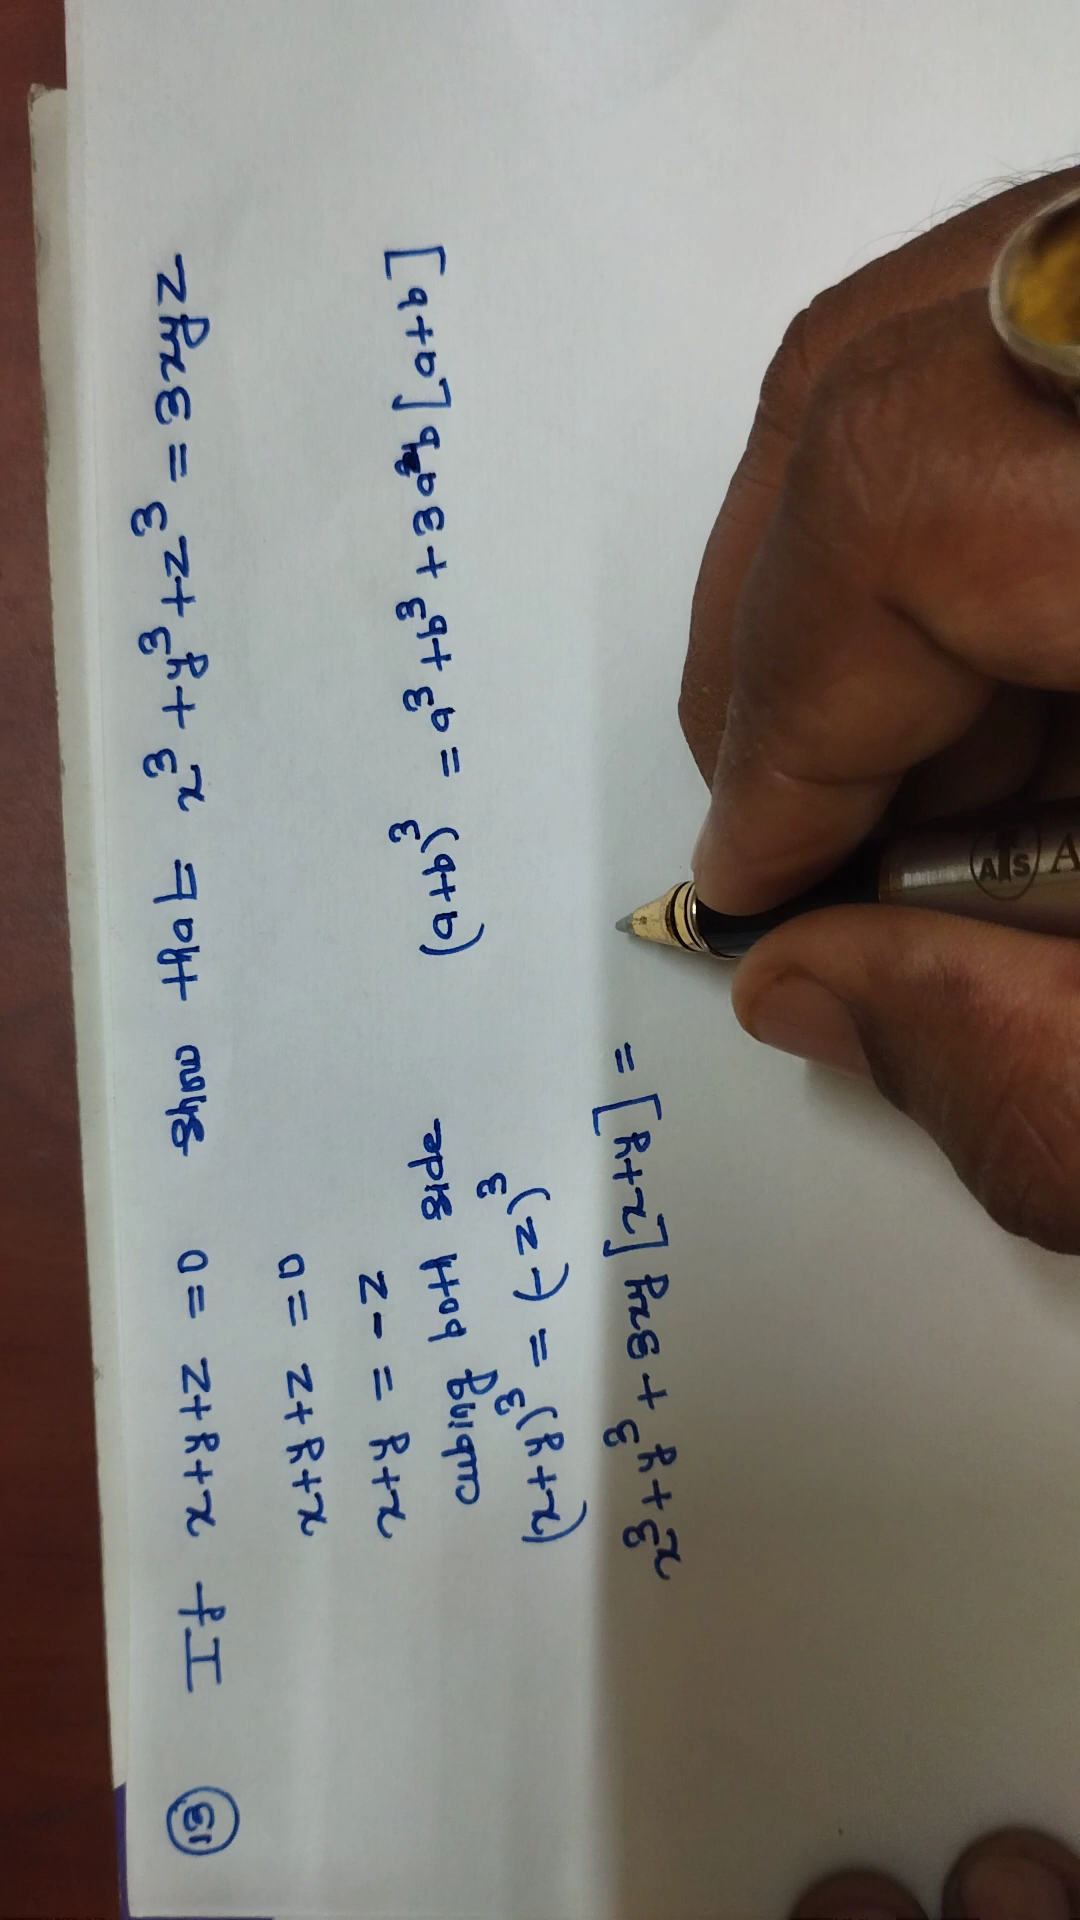 (13) If x+y+z=0 show that x³+y³+z³=3xyz
x+y+z=0
x+y=-z
cubing both side (a+b)³=a³+b³+3ab[a+b]
(x+y)³=(-z)³
x³+y³+3xy[x+y]=
ATS A